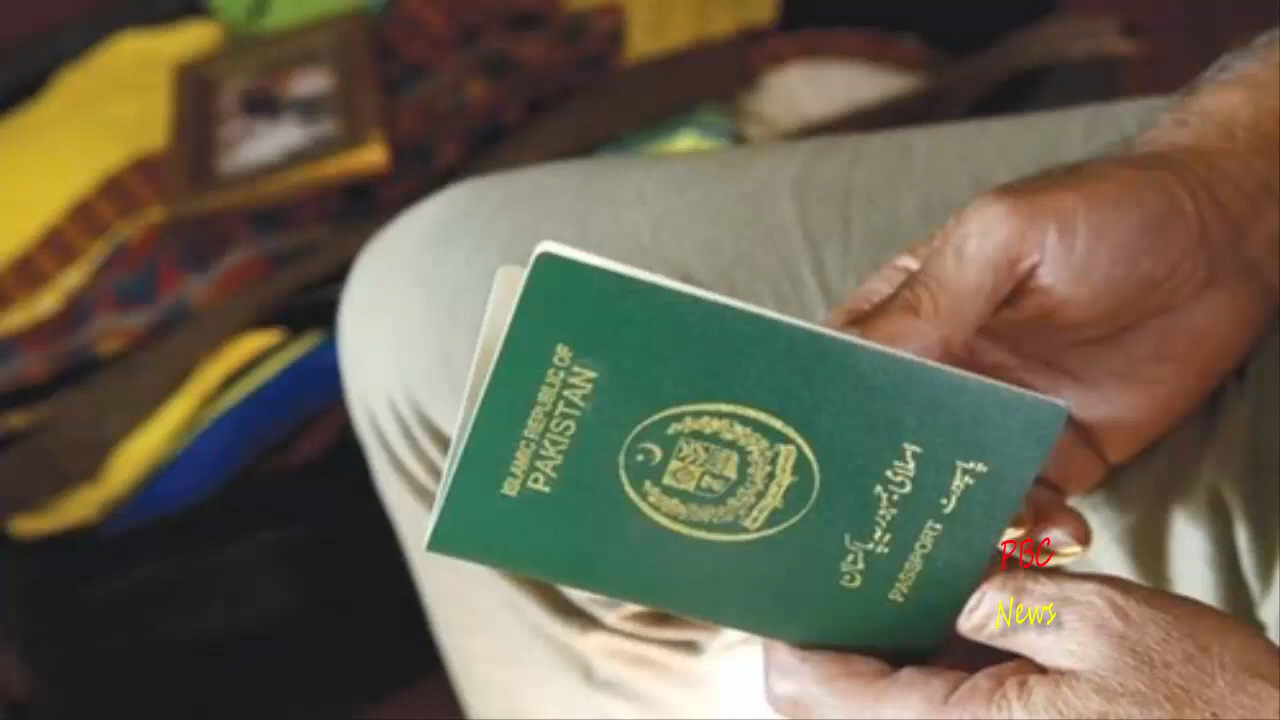 ISLAMIC REPUBLIC OF
PAKISTAN
اسلامی جمہوریہ پاکستان
پاسپورٹ
PASSPORT
PBC
News